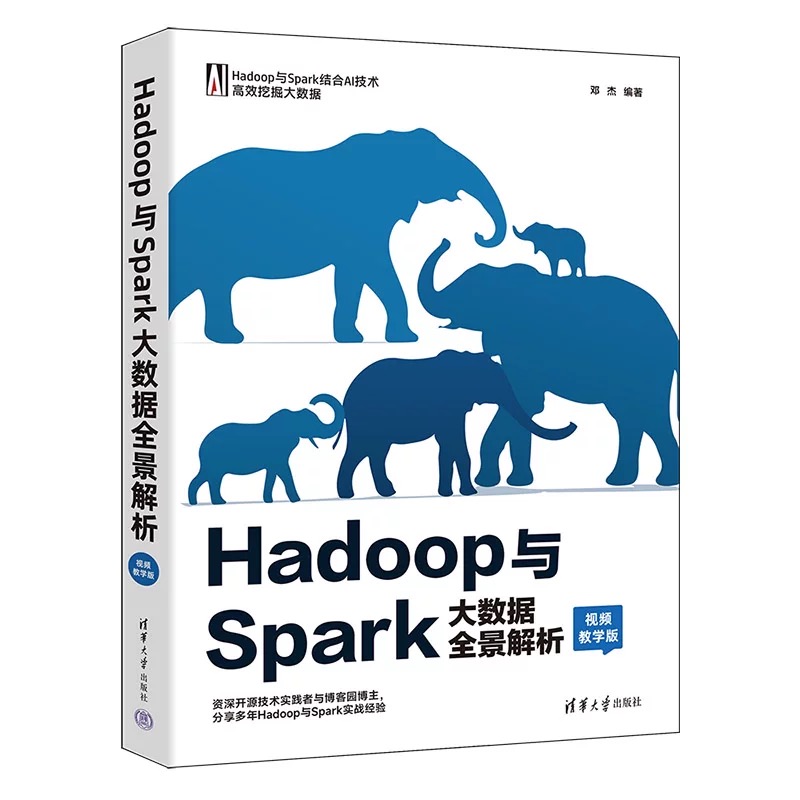 AI
Hadoop与Spark结合AI技术
高效挖掘大数据
邓 杰 编著
Hadoop与
Spark
大数据
全景解析
视频
教学版
资深开源技术实践者与博客园博主,
分享多年Hadoop与Spark实战经验
清华大学出版社
Hadoop与Spark大数据全景解析
视频
教学版
清华大学出版社